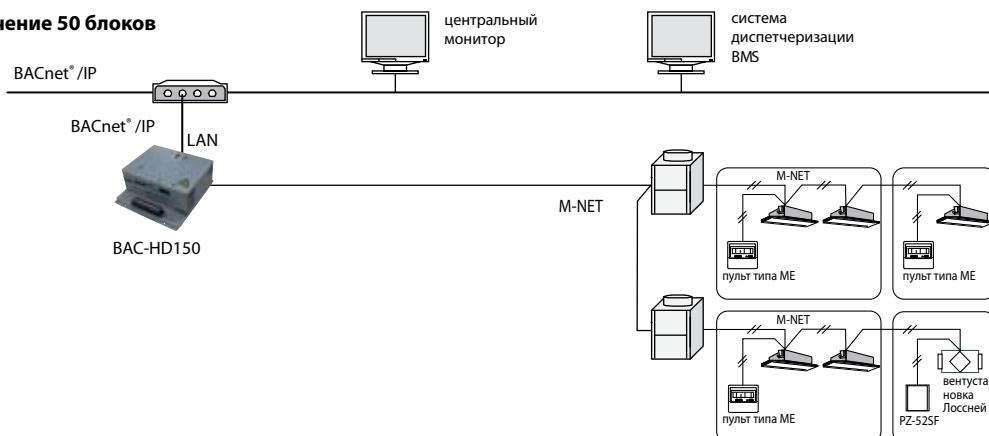 чение 50 блоков
центральный
монитор
система
диспетчеризации
BMS
BACnet®/IP
BACnet®/IP
LAN
BAC-HD150
M-NET
M-NET
пульт типа ME
пульт типа ME
M-NET
пульт типа ME
PZ-52SF
вентуста-
новка
Лоссней